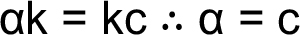 αk = kc ∴ α = c